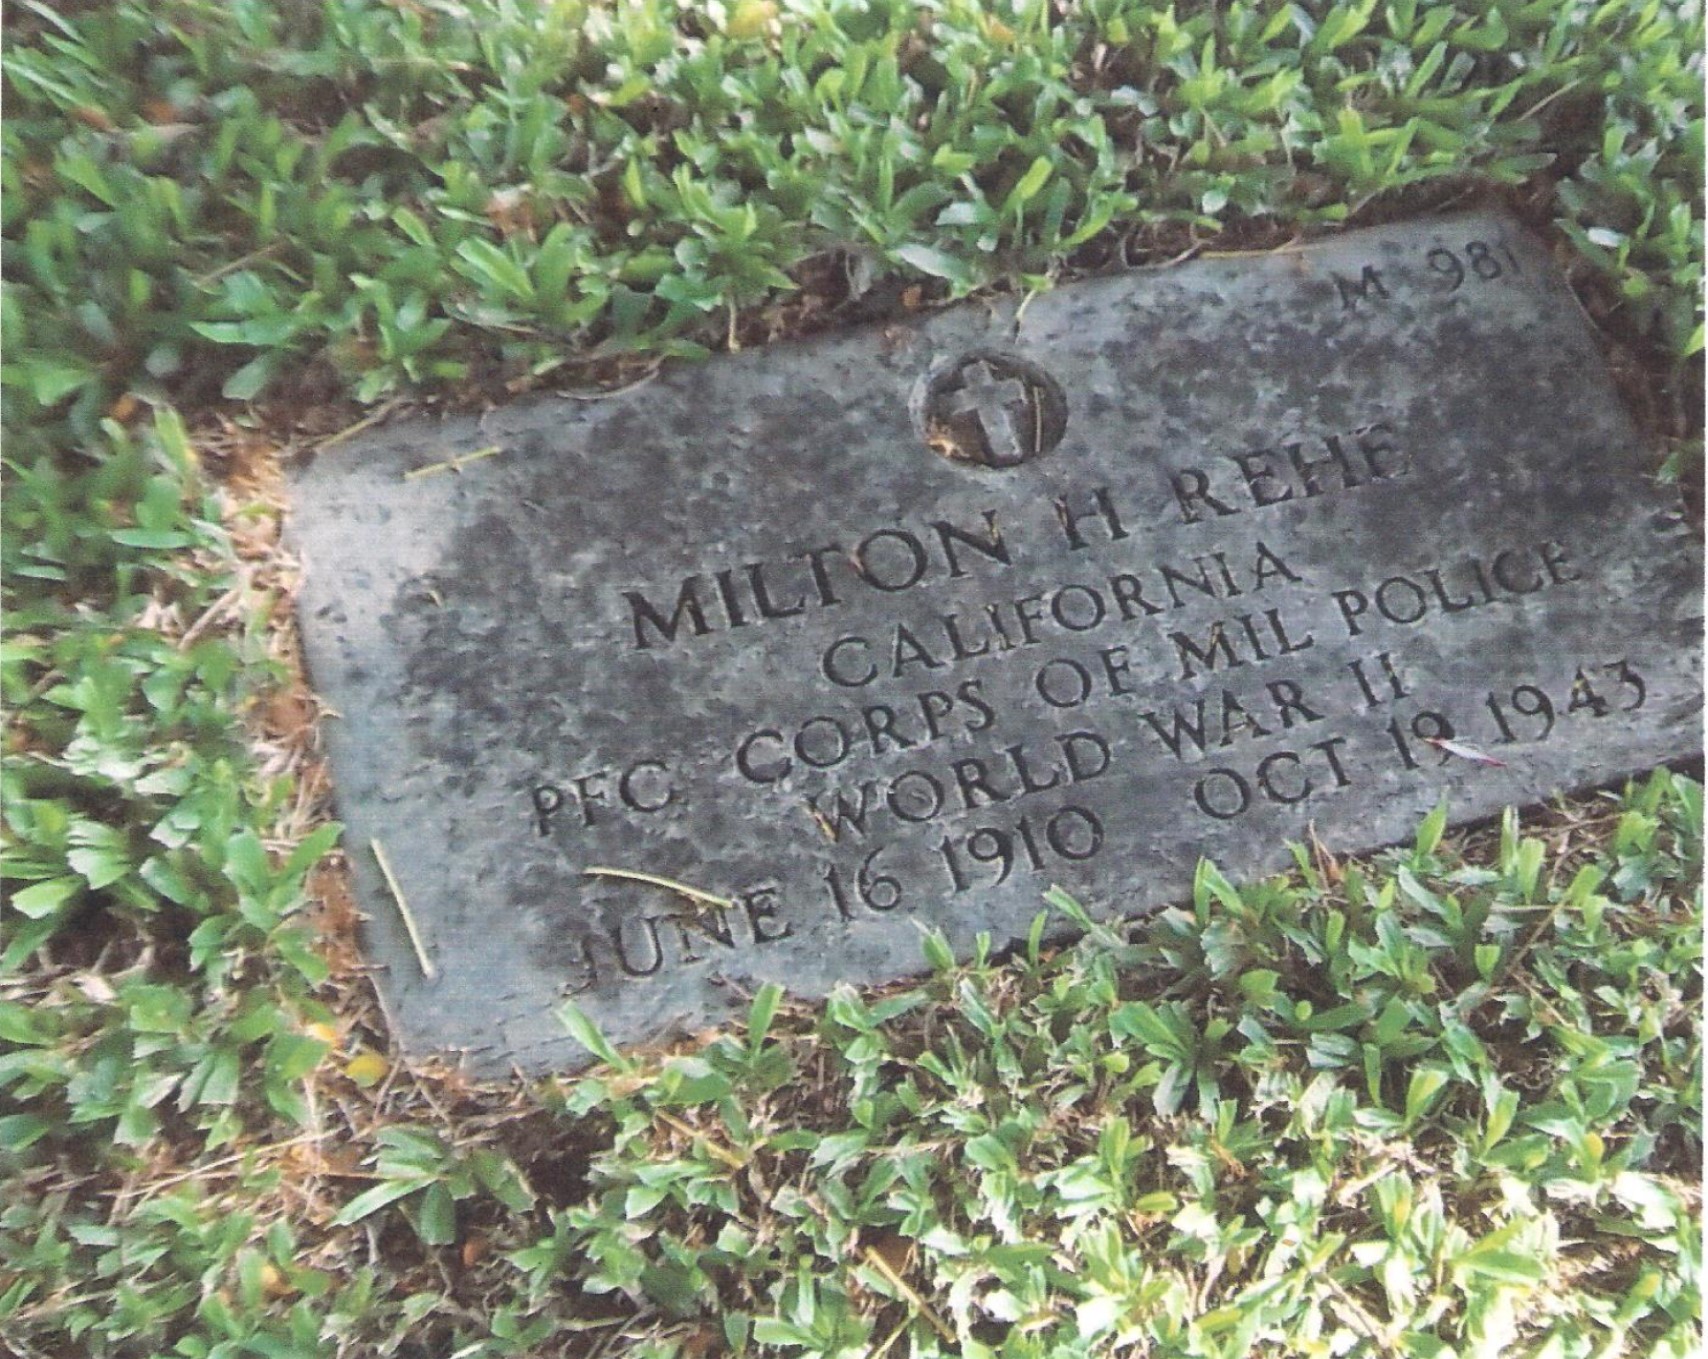 M 981
MILTON H REHE
CALIFORNIA
PFC CORPS OF MIL POLICE
WORLD WAR II
JUNE 16 1910 OCT 19 1943